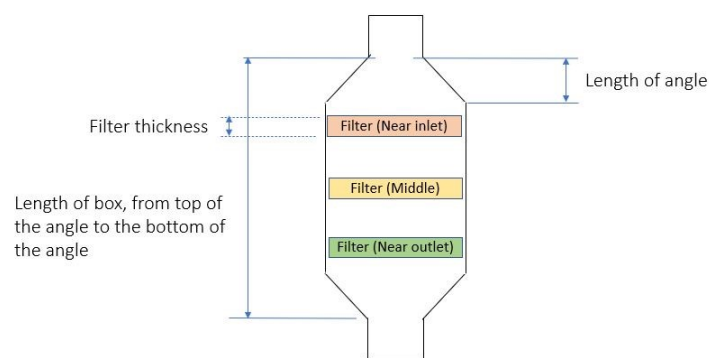 Length of angle
Filter thickness
Filter (Near inlet)
Filter (Middle)
Length of box, from top of
the angle to the bottom of
the angle
Filter (Near outlet)